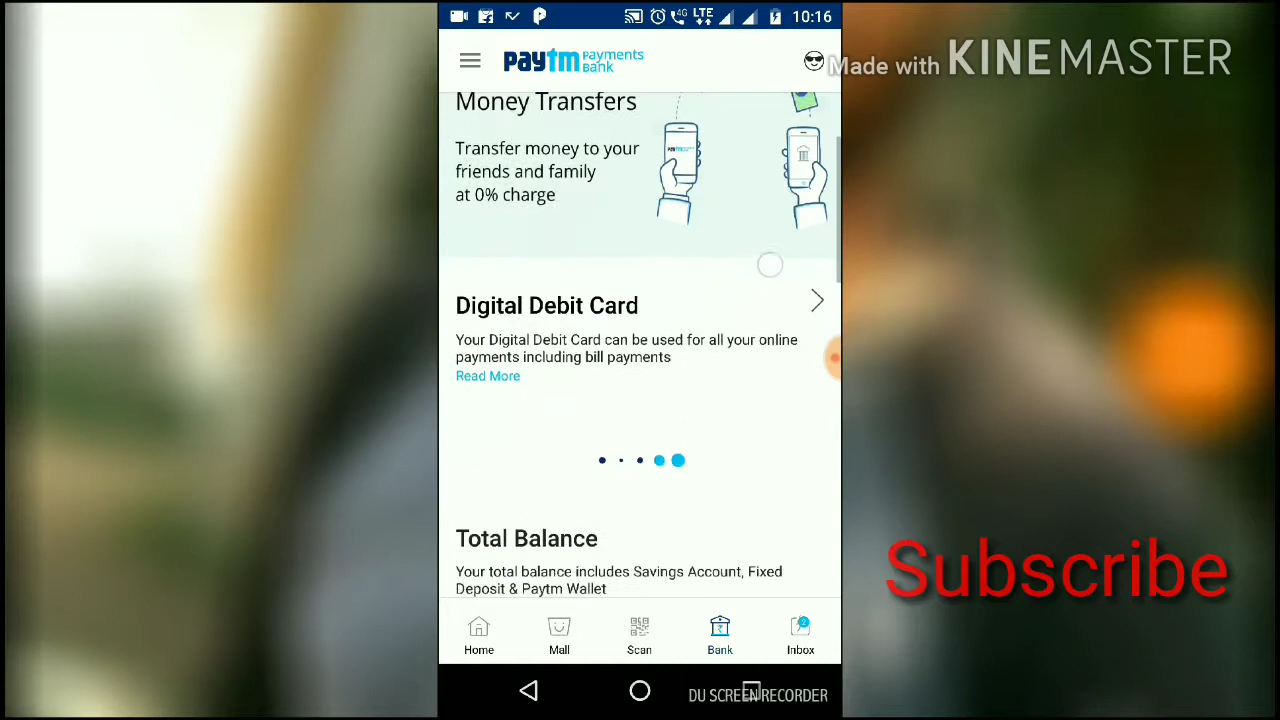 4G LTE 10:16
paytm Payments Bank
Made with KINEMASTER
Money Transfers
Transfer money to your
friends and family
at 0% charge
Digital Debit Card
Your Digital Debit Card can be used for all your online
payments including bill payments
Read More
Total Balance
Your total balance includes Savings Account, Fixed
Deposit & Paytm Wallet
Subscribe
Home Mall Scan Bank Inbox
2
DU SCREEN RECORDER